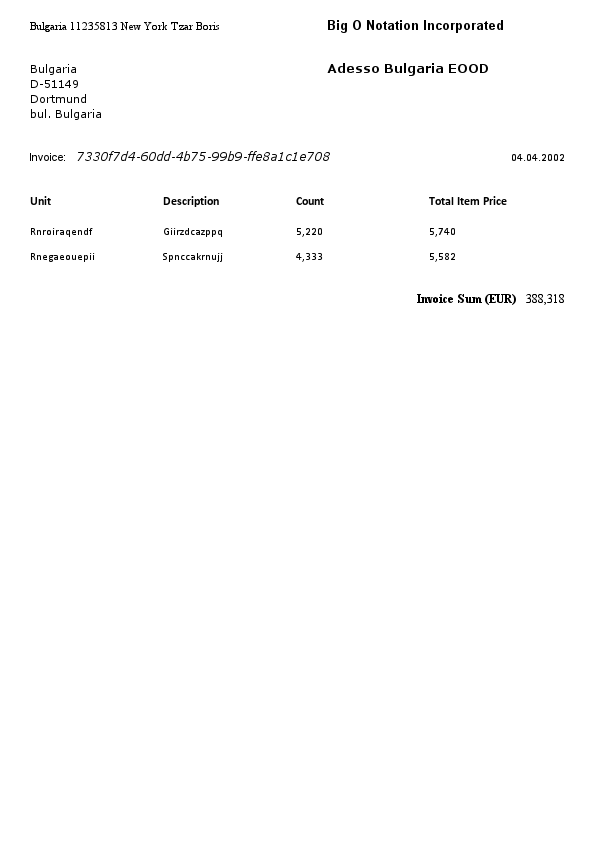 Bulgaria 11235813 New York Tzar Boris
Big O Notation Incorporated
Bulgaria
D-51149
Dortmund
bul. Bulgaria
Adesso Bulgaria EOOD
Invoice: 7330f7d4-60dd-4b75-99b9-ffe8a1c1e708 04.04.2002
Unit Description Count Total Item Price
Rnroiraqendf Giirzdcazppq 5,220 5,740
Rnegaeouepii Spnccakrnujj 4,333 5,582
Invoice Sum (EUR) 388,318